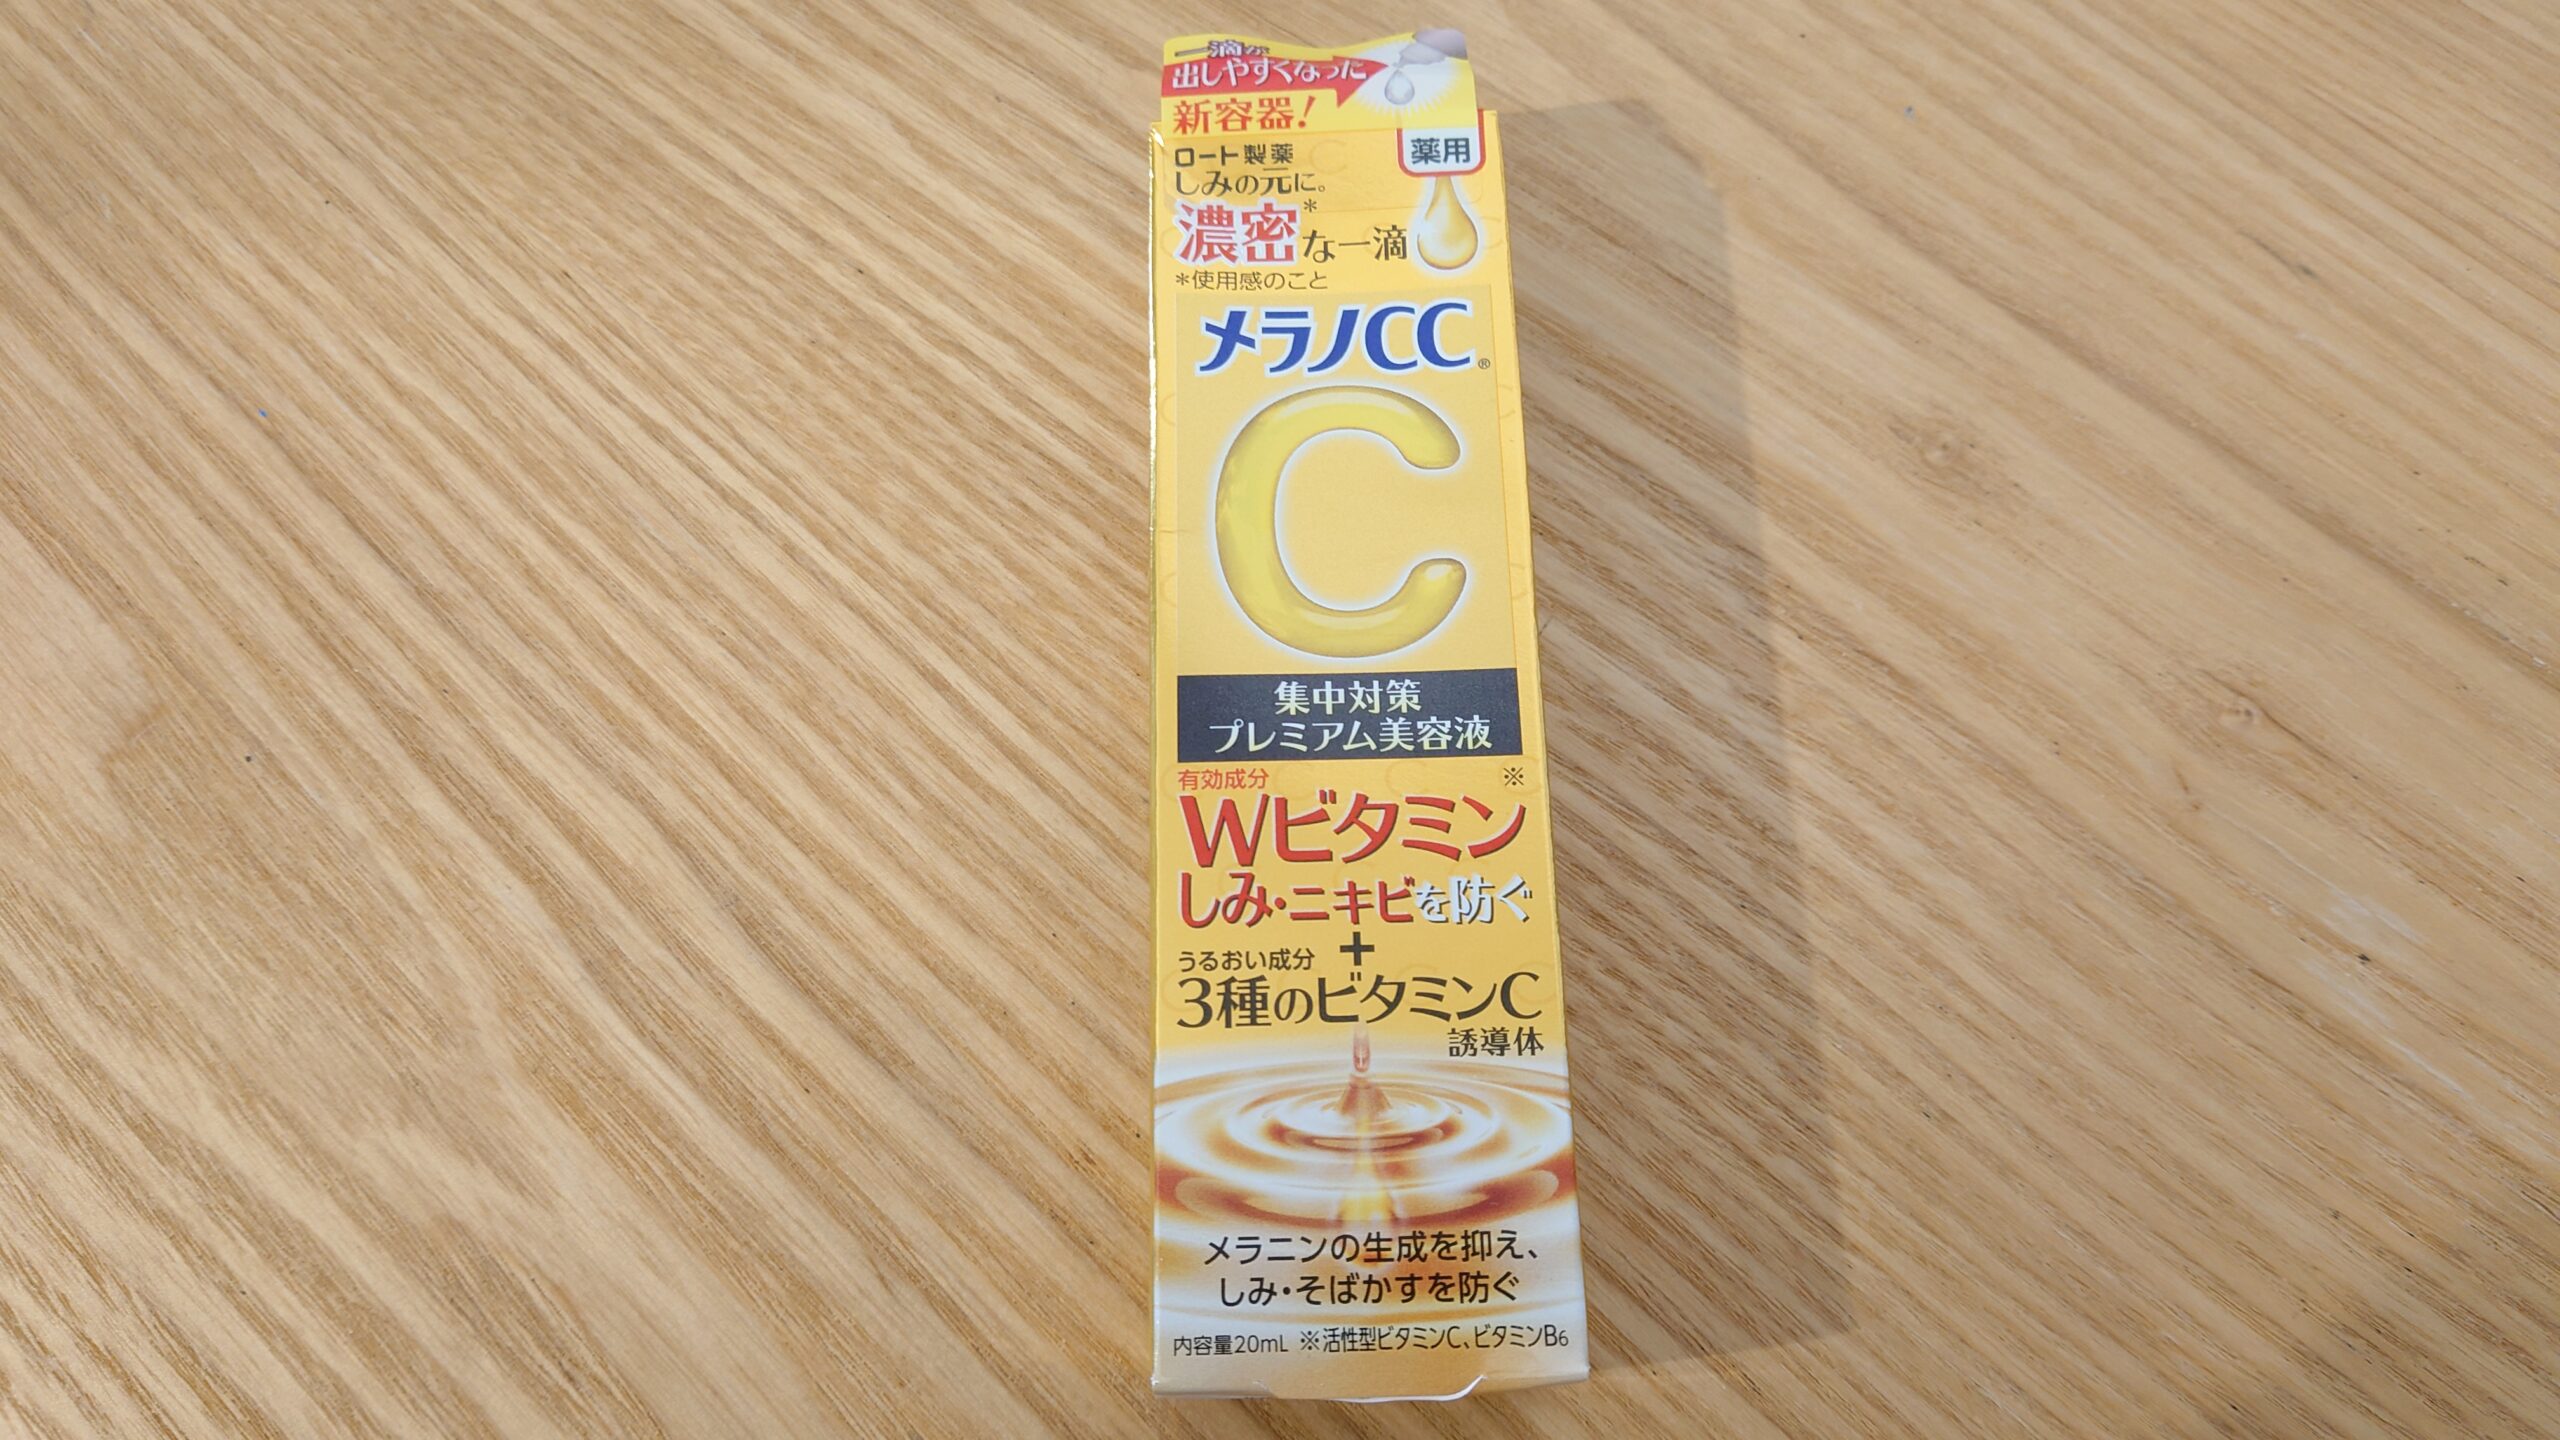 一滴が
出しやすくなった
新容器!
ロート製薬
薬用
しみの元に。
濃密*な一滴
*使用感のこと
メラノCC®
C
集中対策
プレミアム美容液
有効成分
Wビタミン※
しみ・ニキビを防ぐ
+
うるおい成分
3種のビタミンC
誘導体
メラニンの生成を抑え、
しみ・そばかすを防ぐ
内容量20mL ※活性型ビタミンC、ビタミンB6